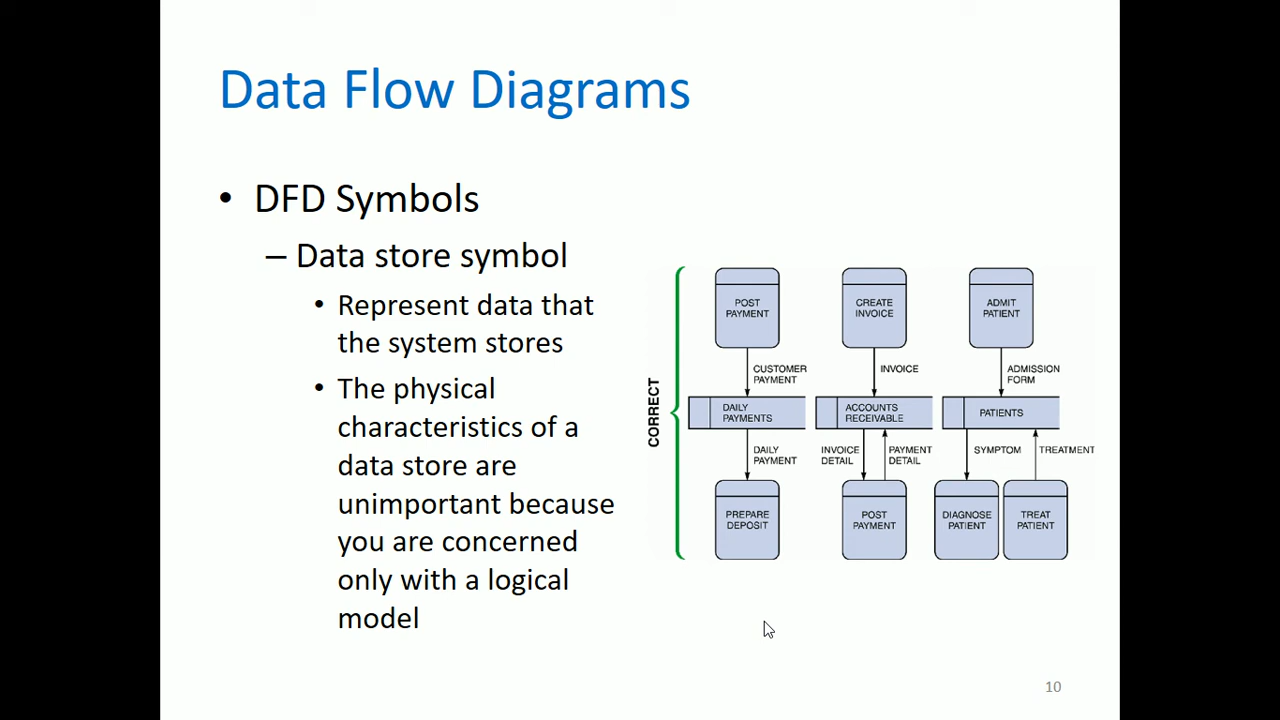 Data Flow Diagrams
• DFD Symbols
– Data store symbol
• Represent data that
the system stores
• The physical
characteristics of a
data store are
unimportant because
you are concerned
only with a logical
model
CORRECT
POST
PAYMENT
CUSTOMER
PAYMENT
DAILY
PAYMENTS
DAILY
PAYMENT
PREPARE
DEPOSIT
CREATE
INVOICE
INVOICE
ACCOUNTS
RECEIVABLE
INVOICE
DETAIL
PAYMENT
DETAIL
POST
PAYMENT
ADMIT
PATIENT
ADMISSION
FORM
PATIENTS
SYMPTOM
TREATMENT
DIAGNOSE
PATIENT
TREAT
PATIENT
10